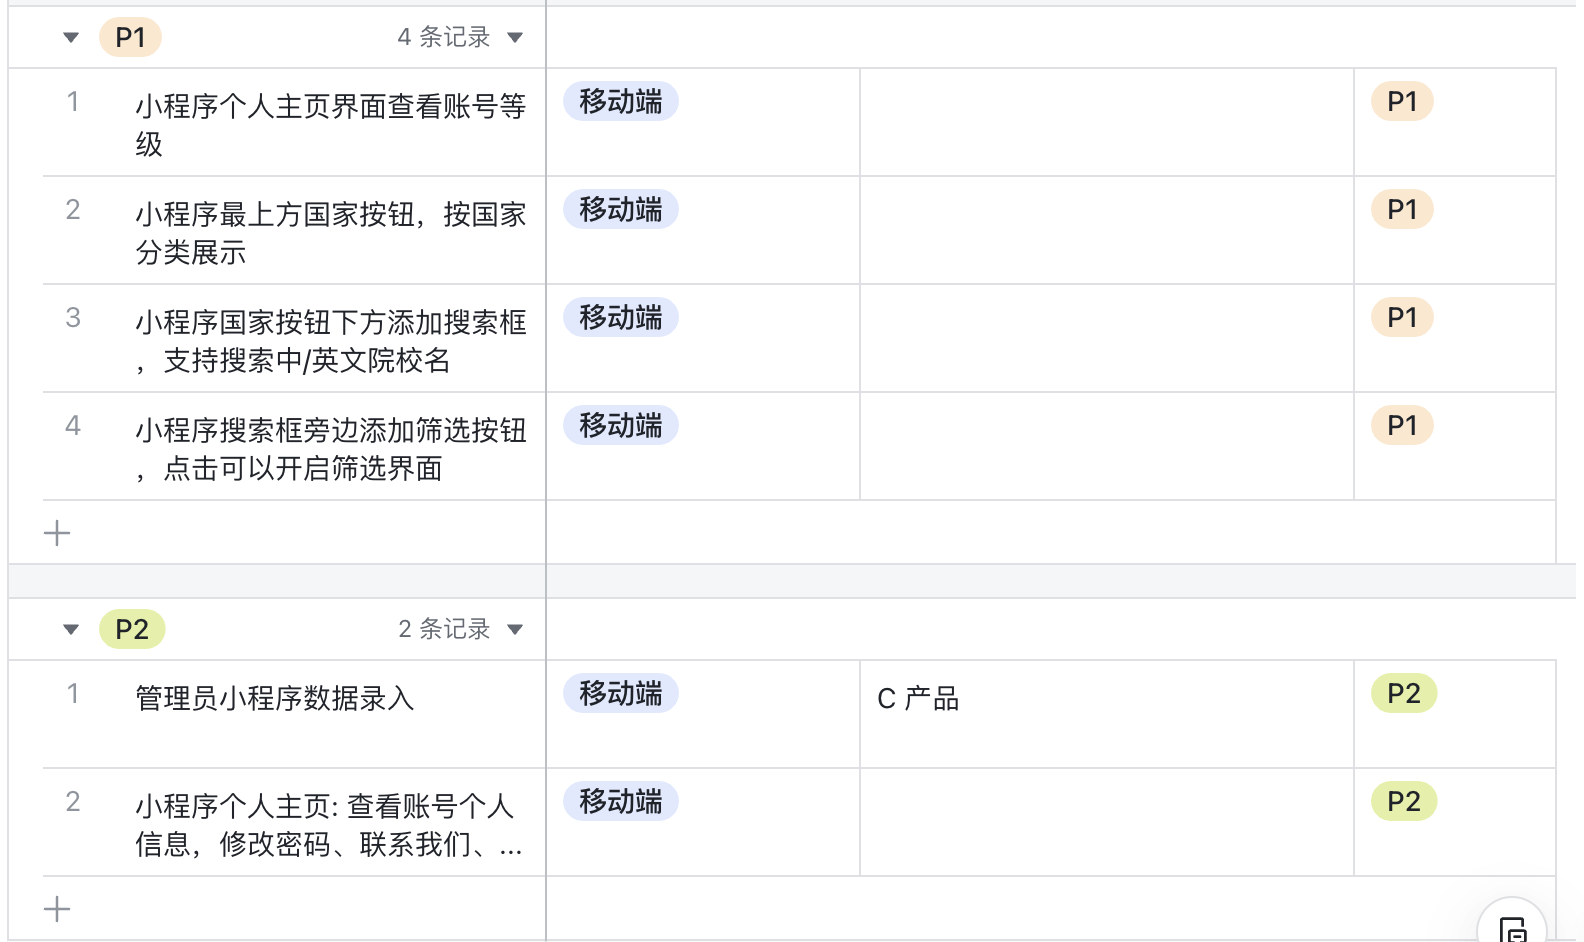 P1 4 条记录
1 小程序个人主页界面查看账号等 移动端 P1
级
2 小程序最上方国家按钮，按国家 移动端 P1
分类展示
3 小程序国家按钮下方添加搜索框 移动端 P1
，支持搜索中/英文院校名
4 小程序搜索框旁边添加筛选按钮 移动端 P1
，点击可以开启筛选界面
P2 2 条记录
1 管理员小程序数据录入 移动端 C 产品 P2
2 小程序个人主页: 查看账号个人 移动端 P2
信息，修改密码、联系我们、...